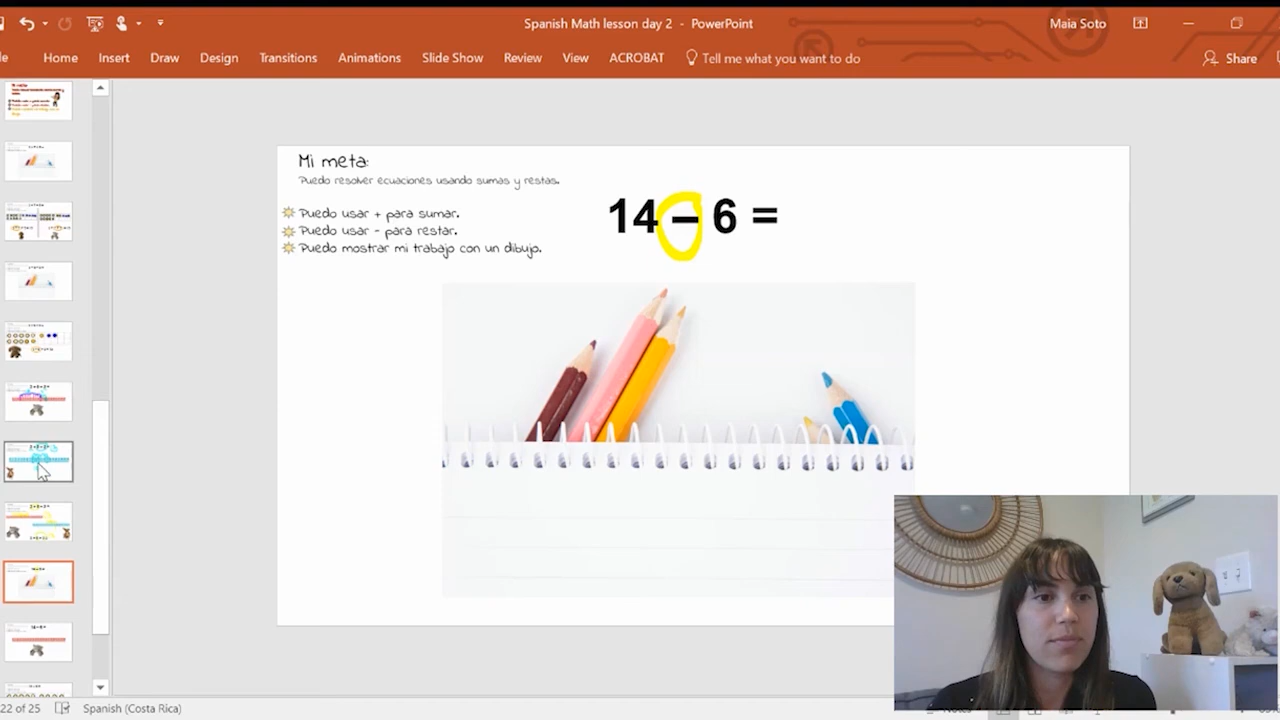 Spanish Math lesson day 2 - PowerPoint
Maia Soto
Home Insert Draw Design Transitions Animations Slide Show Review View ACROBAT Tell me what you want to do
Share
Mi meta:
Puedo resolver ecuaciones usando sumas y restas.
Puedo usar + para sumar.
Puedo usar - para restar.
Puedo mostrar mi trabajo con un dibujo.
14 – 6 =
22 of 25
Spanish (Costa Rica)